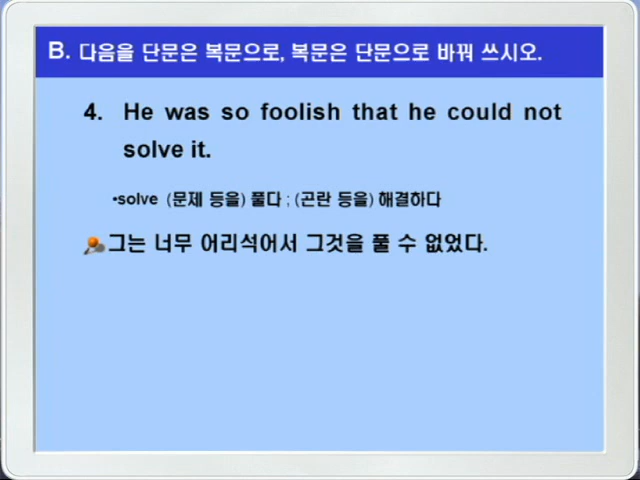 B. 다음을 단문은 복문으로, 복문은 단문으로 바꿔 쓰시오.
4. He was so foolish that he could not
solve it.
•solve (문제 등을) 풀다 ; (곤란 등을) 해결하다
그는 너무 어리석어서 그것을 풀 수 없었다.